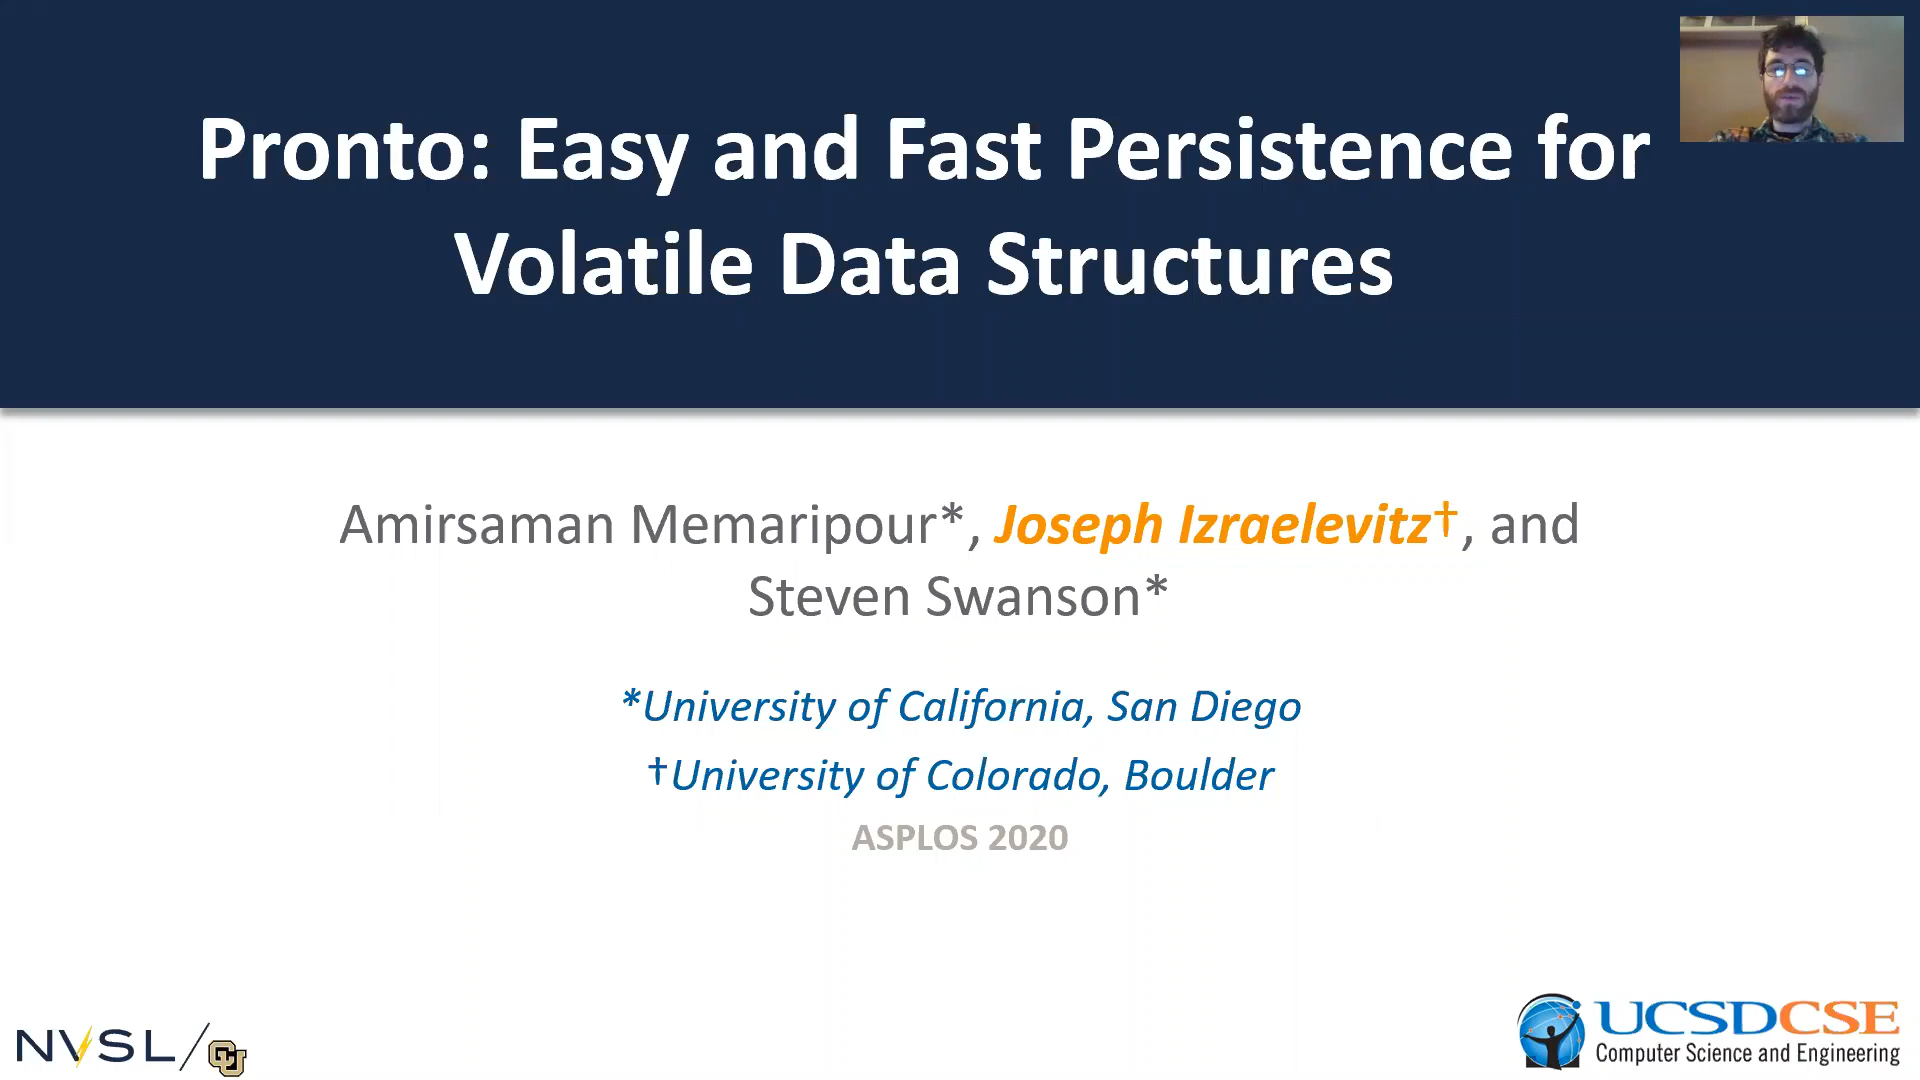 Pronto: Easy and Fast Persistence for
Volatile Data Structures
Amirsaman Memaripour*, Joseph Izraelevitz†, and
Steven Swanson*
*University of California, San Diego
†University of Colorado, Boulder
ASPLOS 2020
NVSL/CU
UCSDCSE
Computer Science and Engineering